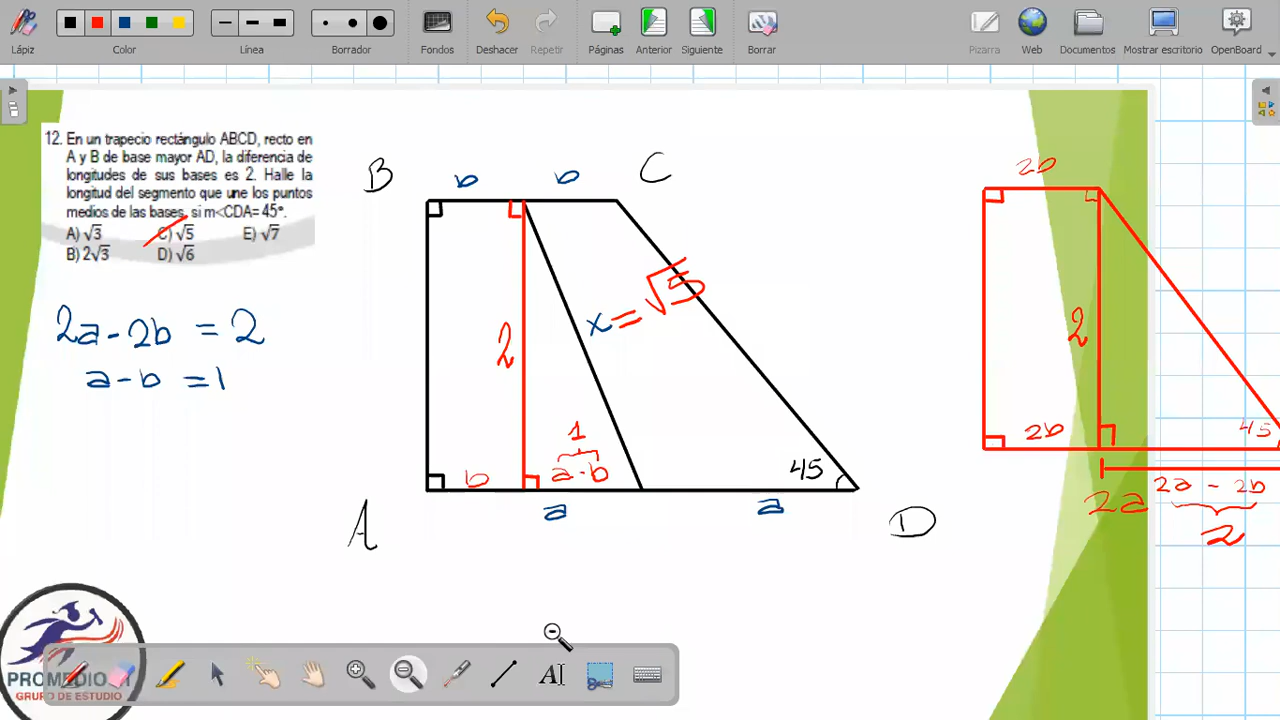 Lápiz
Color
Línea
Borrador
Fondos
Deshacer
Repetir
Páginas
Anterior
Siguiente
Borrar
Pizarra
Web
Documentos
Mostrar escritorio
OpenBoard
12. En un trapecio rectángulo ABCD, recto en
A y B de base mayor AD, la diferencia de
longitudes de sus bases es 2. Halle la
longitud del segmento que une los puntos
medios de las bases, si m<CDA= 45°.
A) √3 C) √5 E) √7
B) 2√3 D) √6
2a - 2b = 2
a - b = 1
B b b C
2
x = √5
1
b a - b 45
A a a D
2b
2
2b 45
2a 2a - 2b
2
PROMEDIO
GRUPO DE ESTUDIO